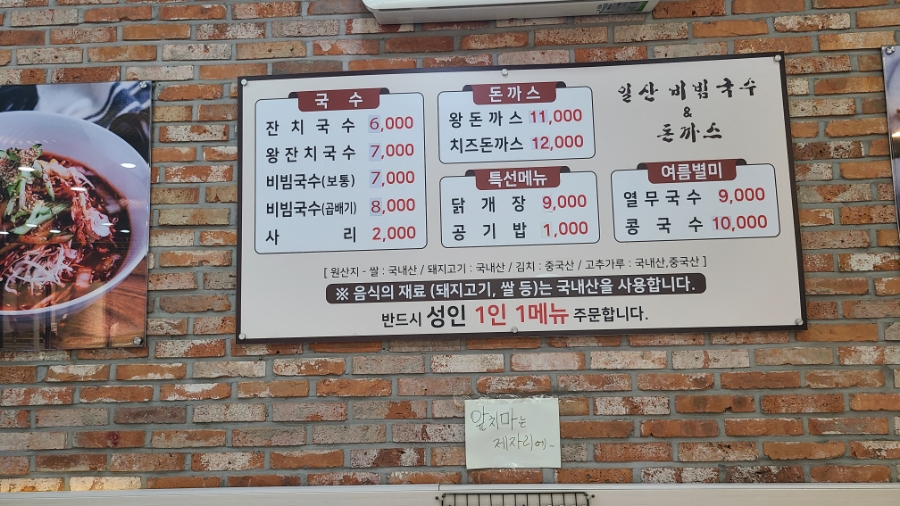 일산 비빔국수
&
돈까스
국수
잔치국수 6,000
왕잔치국수 7,000
비빔국수(보통) 7,000
비빔국수(곱배기) 8,000
사리 2,000
돈까스
왕돈까스 11,000
치즈돈까스 12,000
특선메뉴
닭개장 9,000
공기밥 1,000
여름별미
열무국수 9,000
콩국수 10,000
[ 원산지 - 쌀 : 국내산 / 돼지고기 : 국내산 / 김치 : 중국산 / 고추가루 : 국내산,중국산 ]
※ 음식의 재료 (돼지고기, 쌀 등)는 국내산을 사용합니다.
반드시 성인 1인 1메뉴 주문합니다.
앞치마는
제자리에~